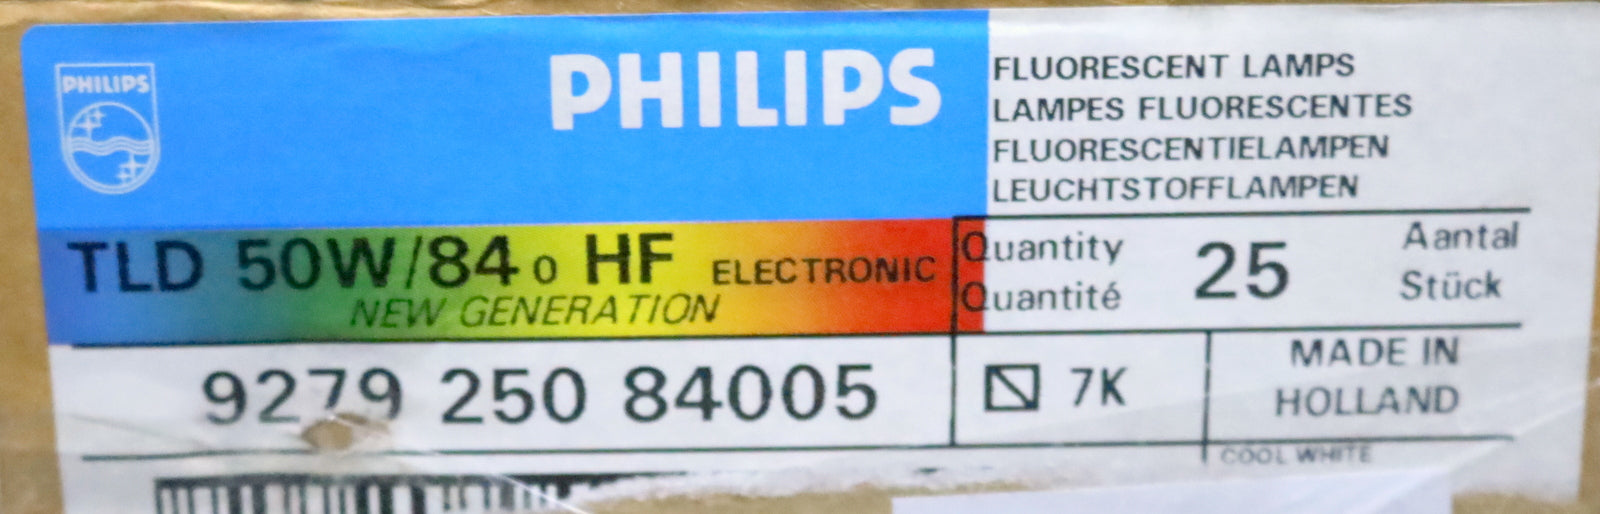 PHILIPS
PHILIPS
FLUORESCENT LAMPS
LAMPES FLUORESCENTES
FLUORESCENTIELAMPEN
LEUCHTSTOFFLAMPEN
TLD 50W/84o HF ELECTRONIC
NEW GENERATION
Quantity
Quantité
25
Aantal
Stück
9279 250 84005
7K
MADE IN
HOLLAND
COOL WHITE